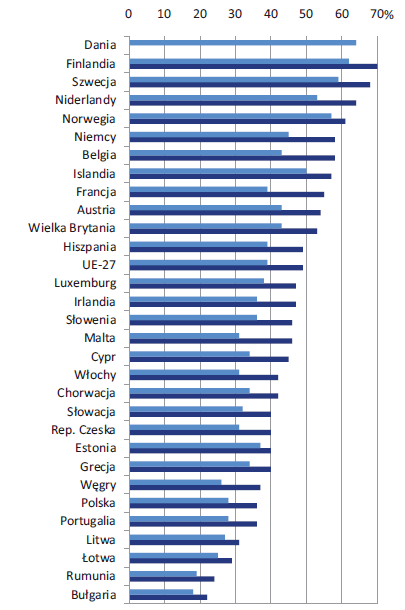 0 10 20 30 40 50 60 70%
Dania
Finlandia
Szwecja
Niderlandy
Norwegia
Niemcy
Belgia
Islandia
Francja
Austria
Wielka Brytania
Hiszpania
UE-27
Luxemburg
Irlandia
Słowenia
Malta
Cypr
Włochy
Chorwacja
Słowacja
Rep. Czeska
Estonia
Grecja
Węgry
Polska
Portugalia
Litwa
Łotwa
Rumunia
Bułgaria